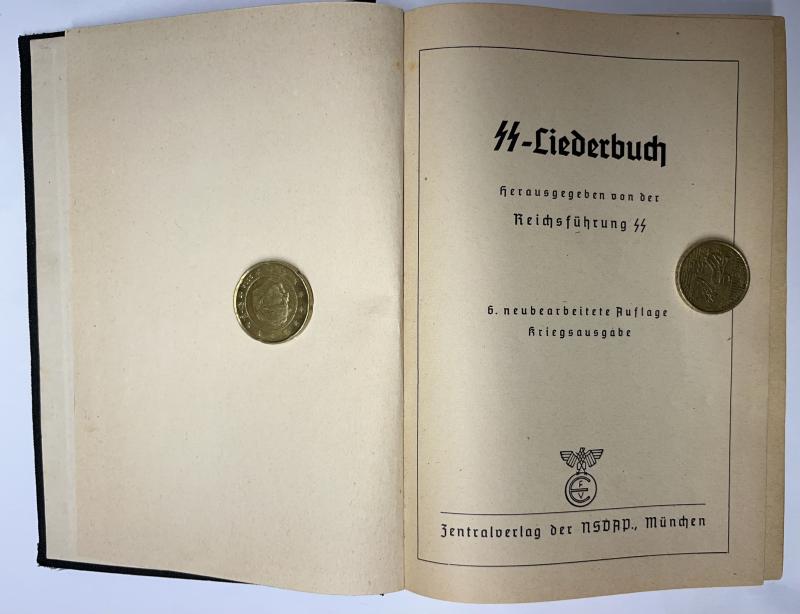 SS-Liederbuch
Herausgegeben von der
Reichsführung SS
6. neubearbeitete Auflage
Kriegsausgabe
F
E
V
Zentralverlag der NSDAP., München